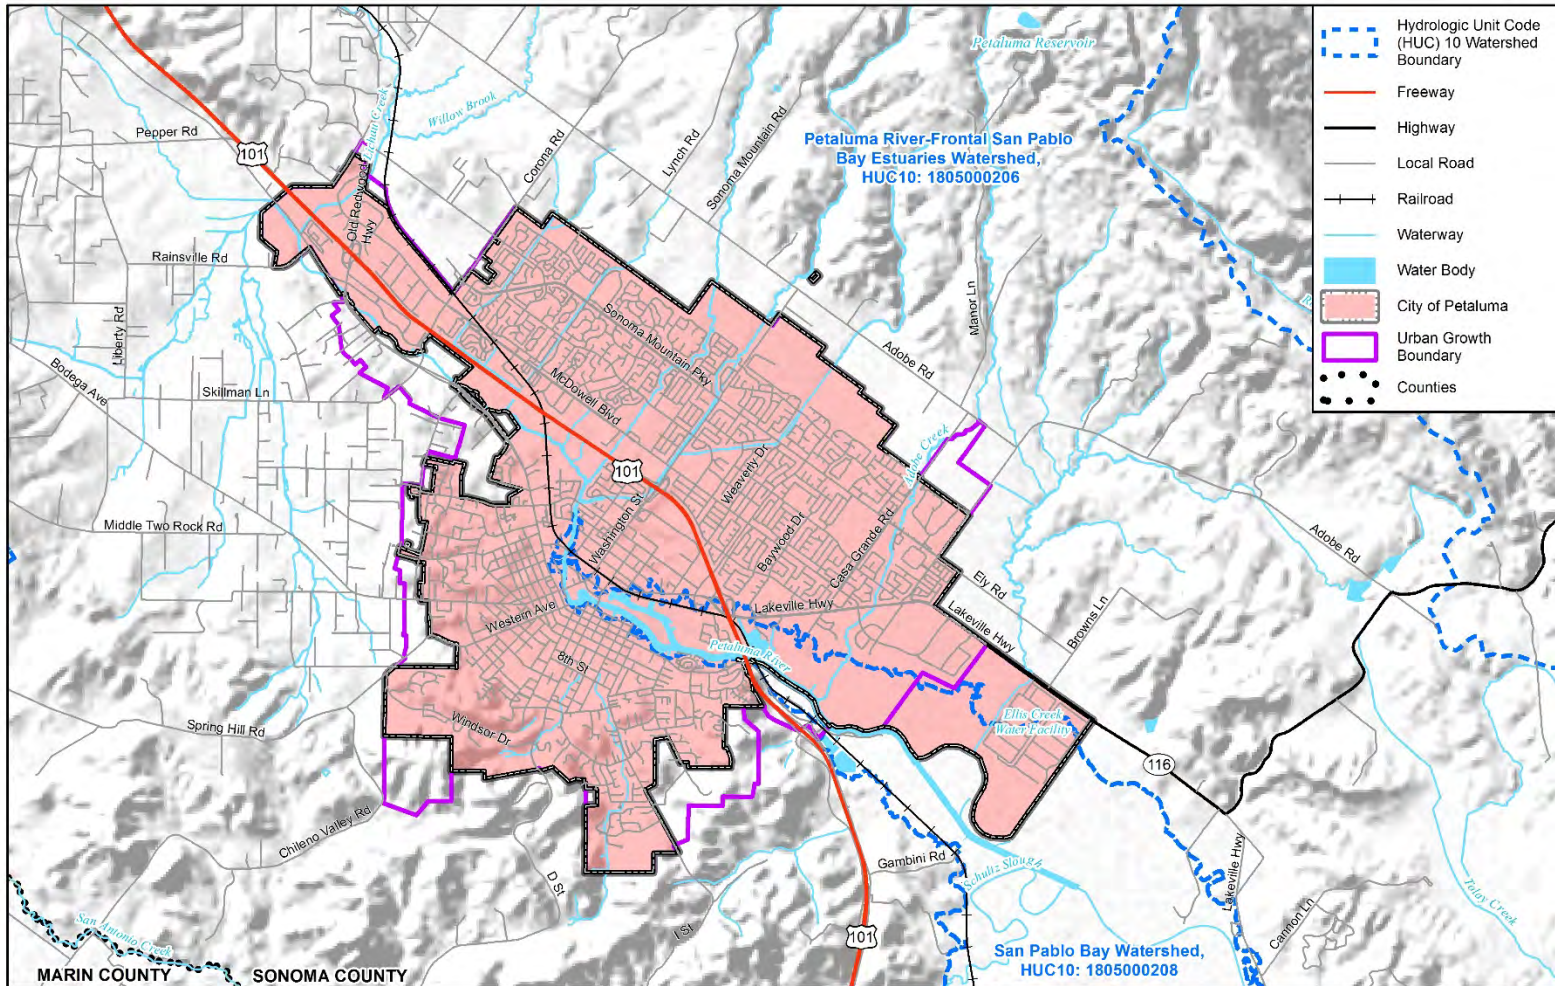 Petaluma Reservoir
Hydrologic Unit Code
(HUC) 10 Watershed
Boundary
Freeway
Highway
Local Road
Railroad
Waterway
Water Body
City of Petaluma
Urban Growth
Boundary
Counties
Pepper Rd
101
Lichau Creek
Willow Brook
Corona Rd
Lynch Rd
Sonoma Mountain Rd
Petaluma River-Frontal San Pablo
Bay Estuaries Watershed,
HUC10: 1805000206
Old Redwood
Hwy
Rainsville Rd
Liberty Rd
Bodega Ave
Skillman Ln
Sonoma Mountain Pky
McDowell Blvd
Manor Ln
Adobe Rd
101
Washington St
Weaverly Dr
Baywood Dr
Casa Grande Rd
Adobe Creek
Middle Two Rock Rd
Adobe Rd
Ely Rd
Browns Ln
Lakeville Hwy
Lakeville Hwy
Western Ave
8th St
Petaluma River
Windsor Dr
Spring Hill Rd
Ellis Creek
Water Facility
116
Chileno Valley Rd
D St
I St
Gambini Rd
Schultz Slough
101
Lakeville Hwy
Cannon Ln
Tolay Creek
San Antonio Creek
MARIN COUNTY
SONOMA COUNTY
San Pablo Bay Watershed,
HUC10: 1805000208